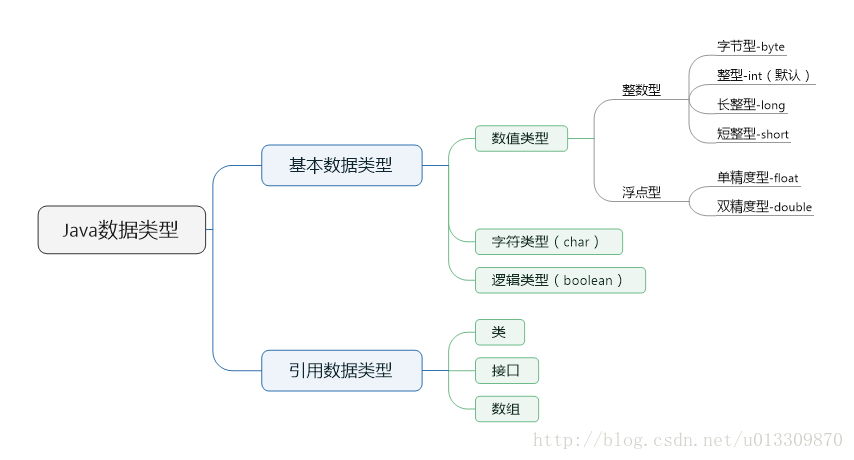 Java数据类型
基本数据类型
数值类型
整数型
字节型-byte
整型-int（默认）
长整型-long
短整型-short
浮点型
单精度型-float
双精度型-double
字符类型（char）
逻辑类型（boolean）
引用数据类型
类
接口
数组
http://blog.csdn.net/u013309870